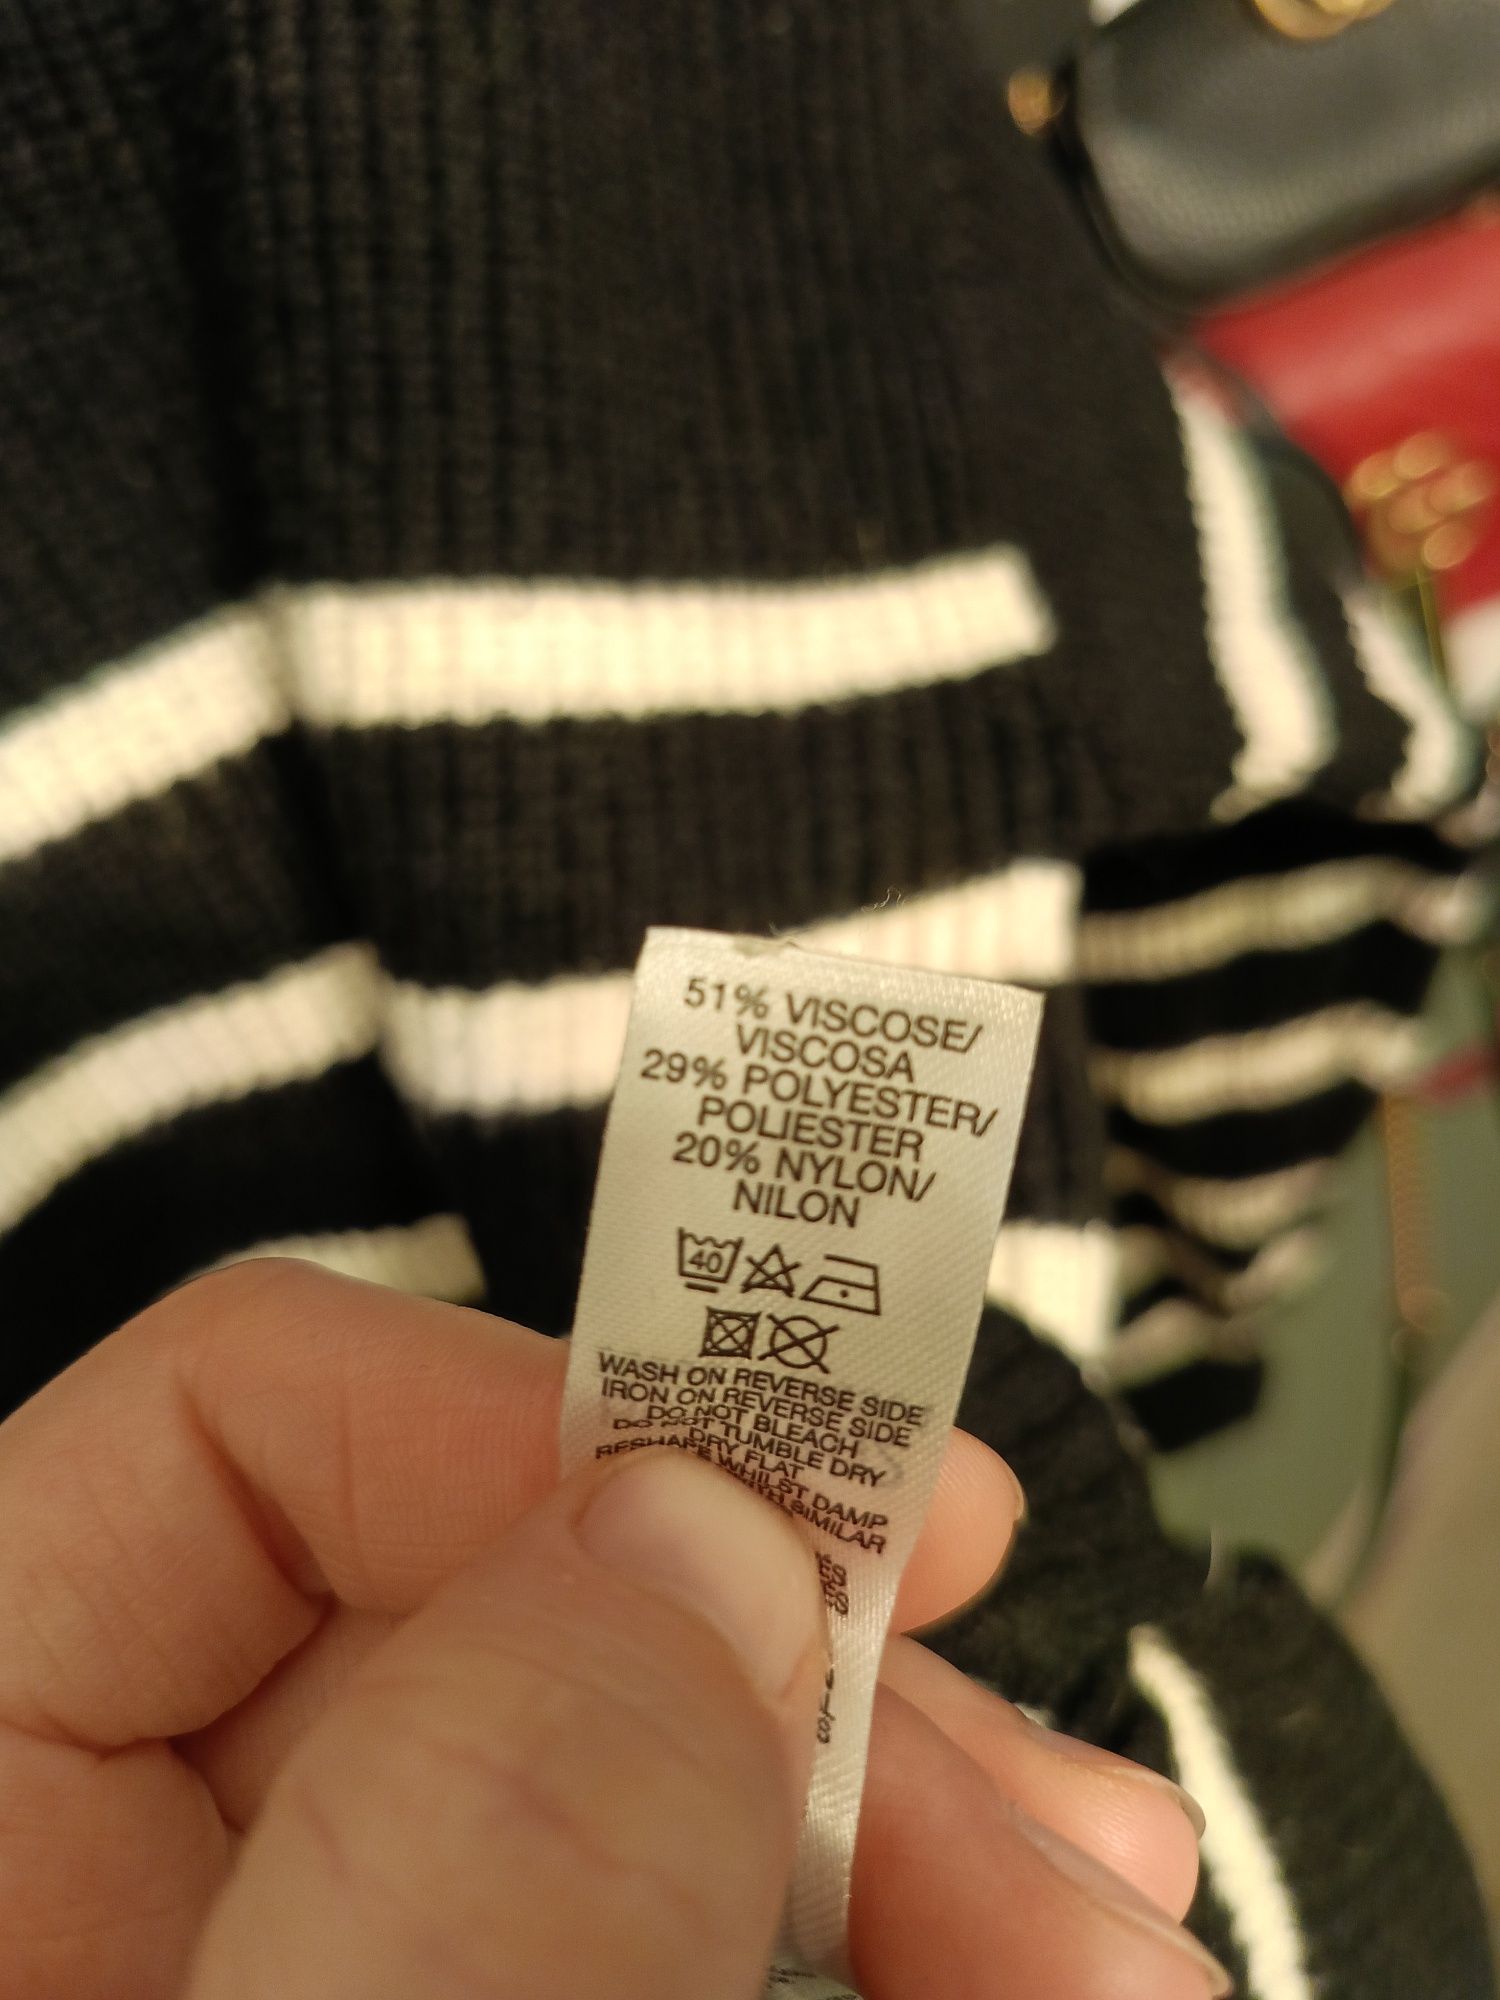 51% VISCOSE/
VISCOSA
29% POLYESTER/
POLIESTER
20% NYLON/
NILON
40
WASH ON REVERSE SIDE
IRON ON REVERSE SIDE
DO NOT BLEACH
DO NOT TUMBLE DRY
DRY FLAT
RESHAPE WHILST DAMP
SIMILAR